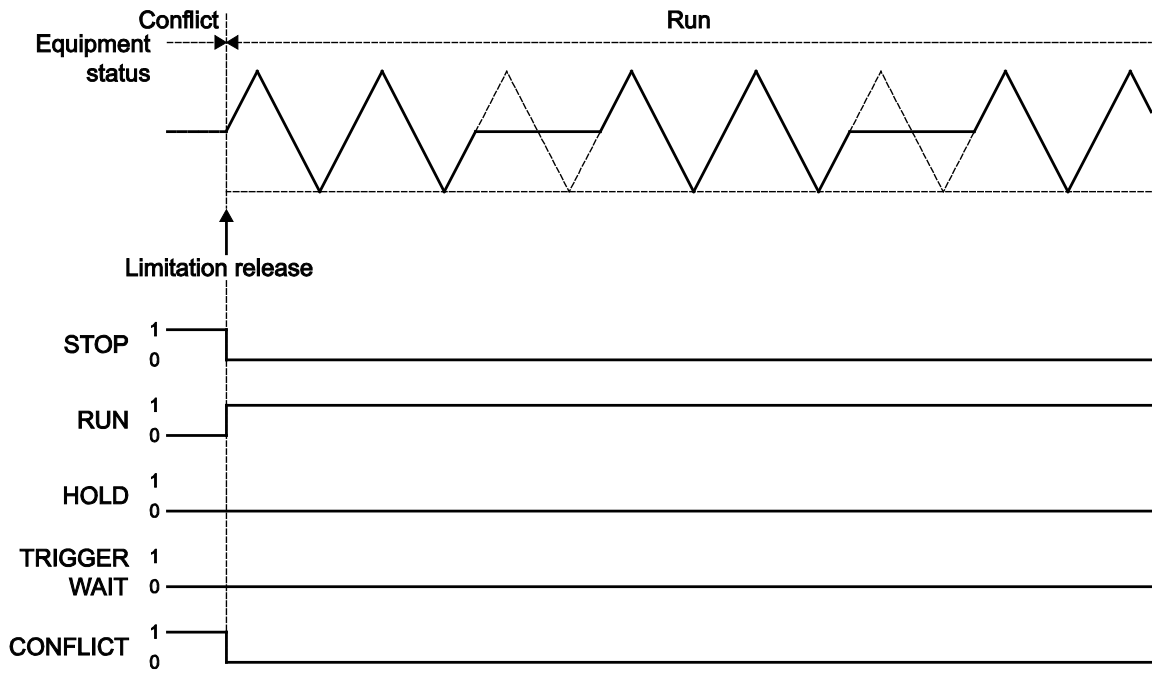 Conflict
Run
Equipment
status
Limitation release
STOP
1
0
RUN
1
0
HOLD
1
0
TRIGGER
WAIT
1
0
CONFLICT
1
0